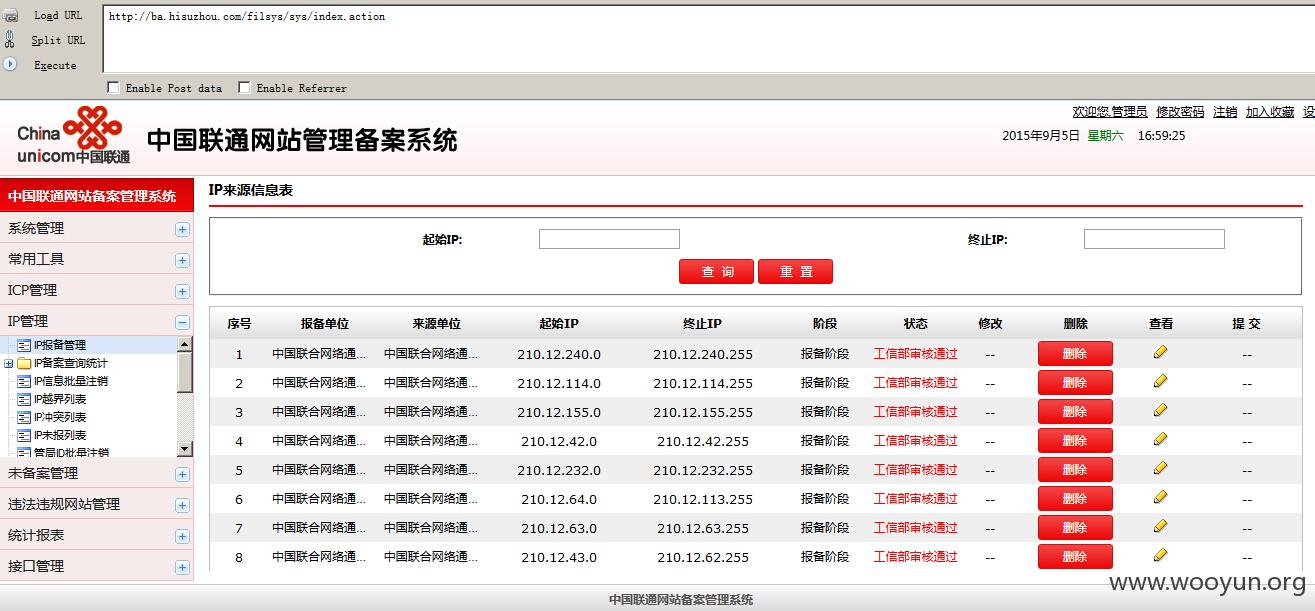 Load URL
http://ba.hisuzhou.com/filsys/sys/index.action
Split URL
Execute
Enable Post data Enable Referrer
China
unicom中国联通
中国联通网站管理备案系统
欢迎您,管理员 修改密码 注销 加入收藏 设
2015年9月5日 星期六 16:59:25
中国联通网站备案管理系统
系统管理
常用工具
ICP管理
IP管理
IP报备管理
IP备案查询统计
IP信息批量注销
IP越界列表
IP冲突列表
IP未报列表
管局IP批量注销
未备案管理
违法违规网站管理
统计报表
接口管理
IP来源信息表
起始IP: 终止IP:
查 询 重 置
序号 报备单位 来源单位 起始IP 终止IP 阶段 状态 修改 删除 查看 提 交
1 中国联合网络通... 中国联合网络通... 210.12.240.0 210.12.240.255 报备阶段 工信部审核通过 -- 删除 --
2 中国联合网络通... 中国联合网络通... 210.12.114.0 210.12.114.255 报备阶段 工信部审核通过 -- 删除 --
3 中国联合网络通... 中国联合网络通... 210.12.155.0 210.12.155.255 报备阶段 工信部审核通过 -- 删除 --
4 中国联合网络通... 中国联合网络通... 210.12.42.0 210.12.42.255 报备阶段 工信部审核通过 -- 删除 --
5 中国联合网络通... 中国联合网络通... 210.12.232.0 210.12.232.255 报备阶段 工信部审核通过 -- 删除 --
6 中国联合网络通... 中国联合网络通... 210.12.64.0 210.12.113.255 报备阶段 工信部审核通过 -- 删除 --
7 中国联合网络通... 中国联合网络通... 210.12.63.0 210.12.63.255 报备阶段 工信部审核通过 -- 删除 --
8 中国联合网络通... 中国联合网络通... 210.12.43.0 210.12.62.255 报备阶段 工信部审核通过 -- 删除 --
www.wooyun.org
中国联通网站备案管理系统